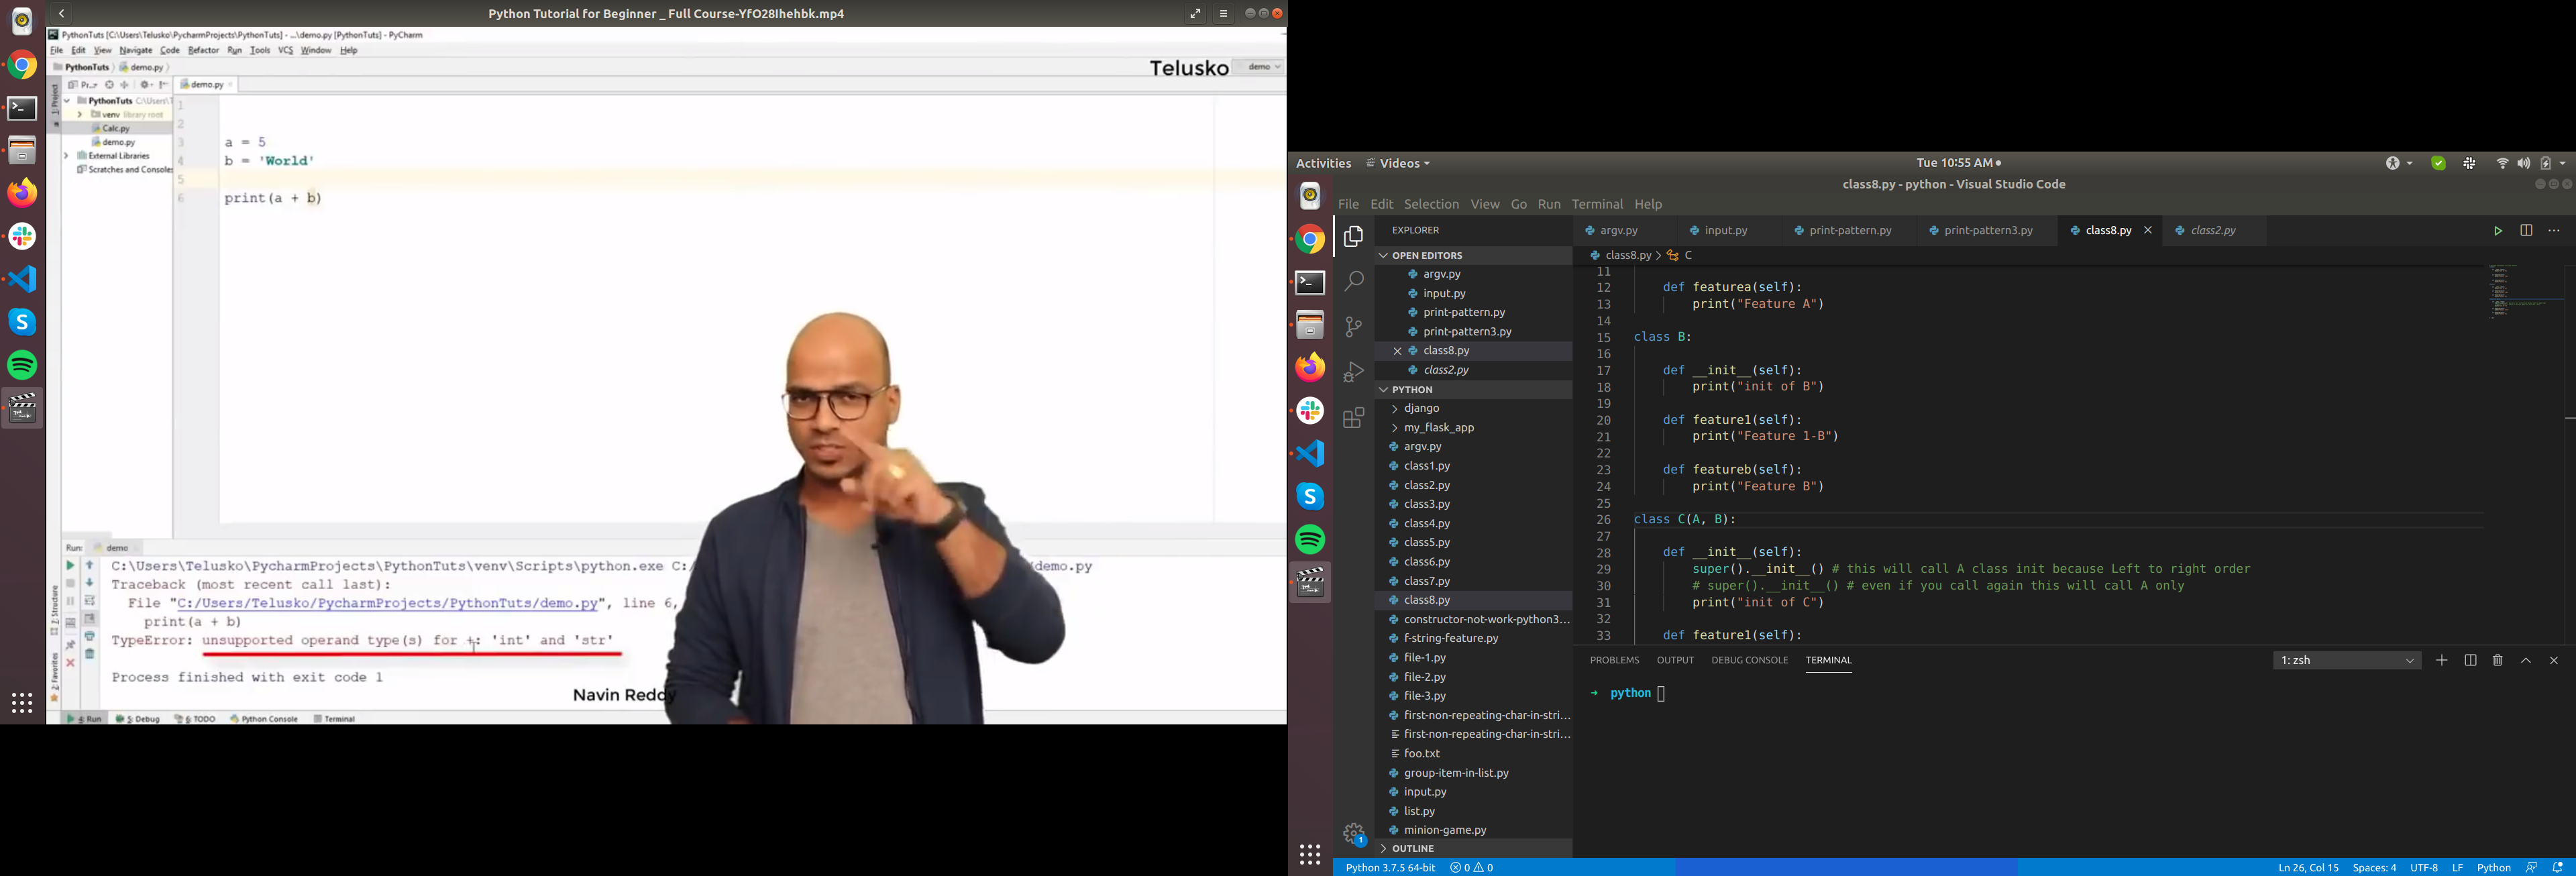 Python Tutorial for Beginner _ Full Course-YfO28Ihehbk.mp4
PythonTuts [C:\Users\Telusko\PycharmProjects\PythonTuts] - ...\demo.py [PythonTuts] - PyCharm
File Edit View Navigate Code Refactor Run Tools VCS Window Help
PythonTuts demo.py
Telusko
demo
1: Project
Pr...
demo.py
PythonTuts C:\Users\T
venv library root
Calc.py
demo.py
External Libraries
Scratches and Consoles
1
2
3 a = 5
4 b = 'World'
5
6 print(a + b)
Run: demo
C:\Users\Telusko\PycharmProjects\PythonTuts\venv\Scripts\python.exe C:/
/demo.py
Traceback (most recent call last):
File "C:/Users/Telusko/PycharmProjects/PythonTuts/demo.py", line 6,
print(a + b)
TypeError: unsupported operand type(s) for +: 'int' and 'str'
Process finished with exit code 1
Z: Structure
2: Favorites
Navin Reddy
4: Run 5: Debug 6: TODO Python Console Terminal
Activities Videos
Tue 10:55 AM
class8.py - python - Visual Studio Code
File Edit Selection View Go Run Terminal Help
EXPLORER
OPEN EDITORS
argv.py
input.py
print-pattern.py
print-pattern3.py
class8.py
class2.py
PYTHON
django
my_flask_app
argv.py
class1.py
class2.py
class3.py
class4.py
class5.py
class6.py
class7.py
class8.py
constructor-not-work-python3...
f-string-feature.py
file-1.py
file-2.py
file-3.py
first-non-repeating-char-in-stri...
first-non-repeating-char-in-stri...
foo.txt
group-item-in-list.py
input.py
list.py
minion-game.py
OUTLINE
argv.py input.py print-pattern.py print-pattern3.py class8.py class2.py
class8.py > C
11
12 def featurea(self):
13 print("Feature A")
14
15 class B:
16
17 def __init__(self):
18 print("init of B")
19
20 def feature1(self):
21 print("Feature 1-B")
22
23 def featureb(self):
24 print("Feature B")
25
26 class C(A, B):
27
28 def __init__(self):
29 super().__init__() # this will call A class init because Left to right order
30 # super().__init__() # even if you call again this will call A only
31 print("init of C")
32
33 def feature1(self):
PROBLEMS OUTPUT DEBUG CONSOLE TERMINAL
1: zsh
→ python
1
Python 3.7.5 64-bit 0 0
Ln 26, Col 15 Spaces: 4 UTF-8 LF Python